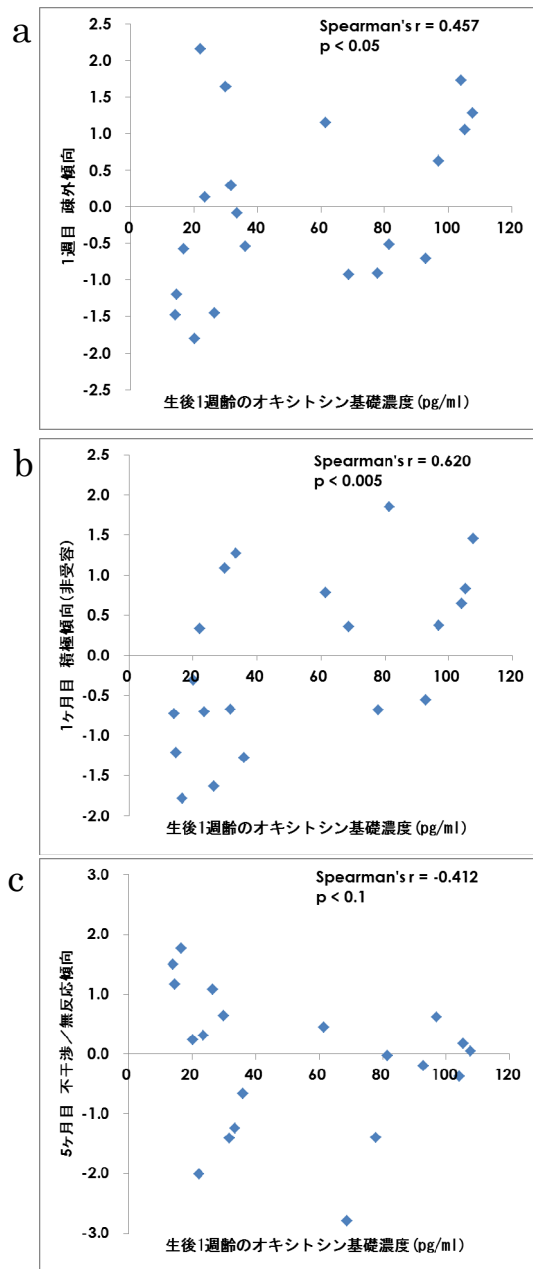 a
Spearman's r = 0.457
p < 0.05
1週目 疎外傾向
2.5
2.0
1.5
1.0
0.5
0.0
-0.5
-1.0
-1.5
-2.0
-2.5
0 20 40 60 80 100 120
生後1週齢のオキシトシン基礎濃度(pg/ml)
b
Spearman's r = 0.620
p < 0.005
1ヶ月目 積極傾向(非受容)
2.5
2.0
1.5
1.0
0.5
0.0
-0.5
-1.0
-1.5
-2.0
0 20 40 60 80 100 120
生後1週齢のオキシトシン基礎濃度(pg/ml)
c
Spearman's r = -0.412
p < 0.1
5ヶ月目 不干渉／無反応傾向
3.0
2.0
1.0
0.0
-1.0
-2.0
-3.0
0 20 40 60 80 100 120
生後1週齢のオキシトシン基礎濃度(pg/ml)